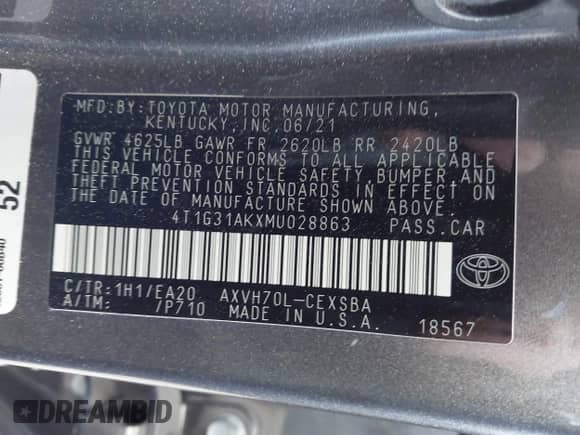 MFD.BY:TOYOTA MOTOR MANUFACTURING,
KENTUCKY,INC.06/21
GVWR 4625LB GAWR FR 2620LB RR 2420LB
THIS VEHICLE CONFORMS TO ALL APPLICABLE
FEDERAL MOTOR VEHICLE SAFETY BUMPER AND
THEFT PREVENTION STANDARDS IN EFFECT ON
THE DATE OF MANUFACTURE SHOWN ABOVE.
4T1G31AKXMU028863 PASS.CAR
C/TR:1H1/EA20 AXVH70L-CEXSBA
A/TM: /P710 MADE IN U.S.A. 18567
52
DREAMBID